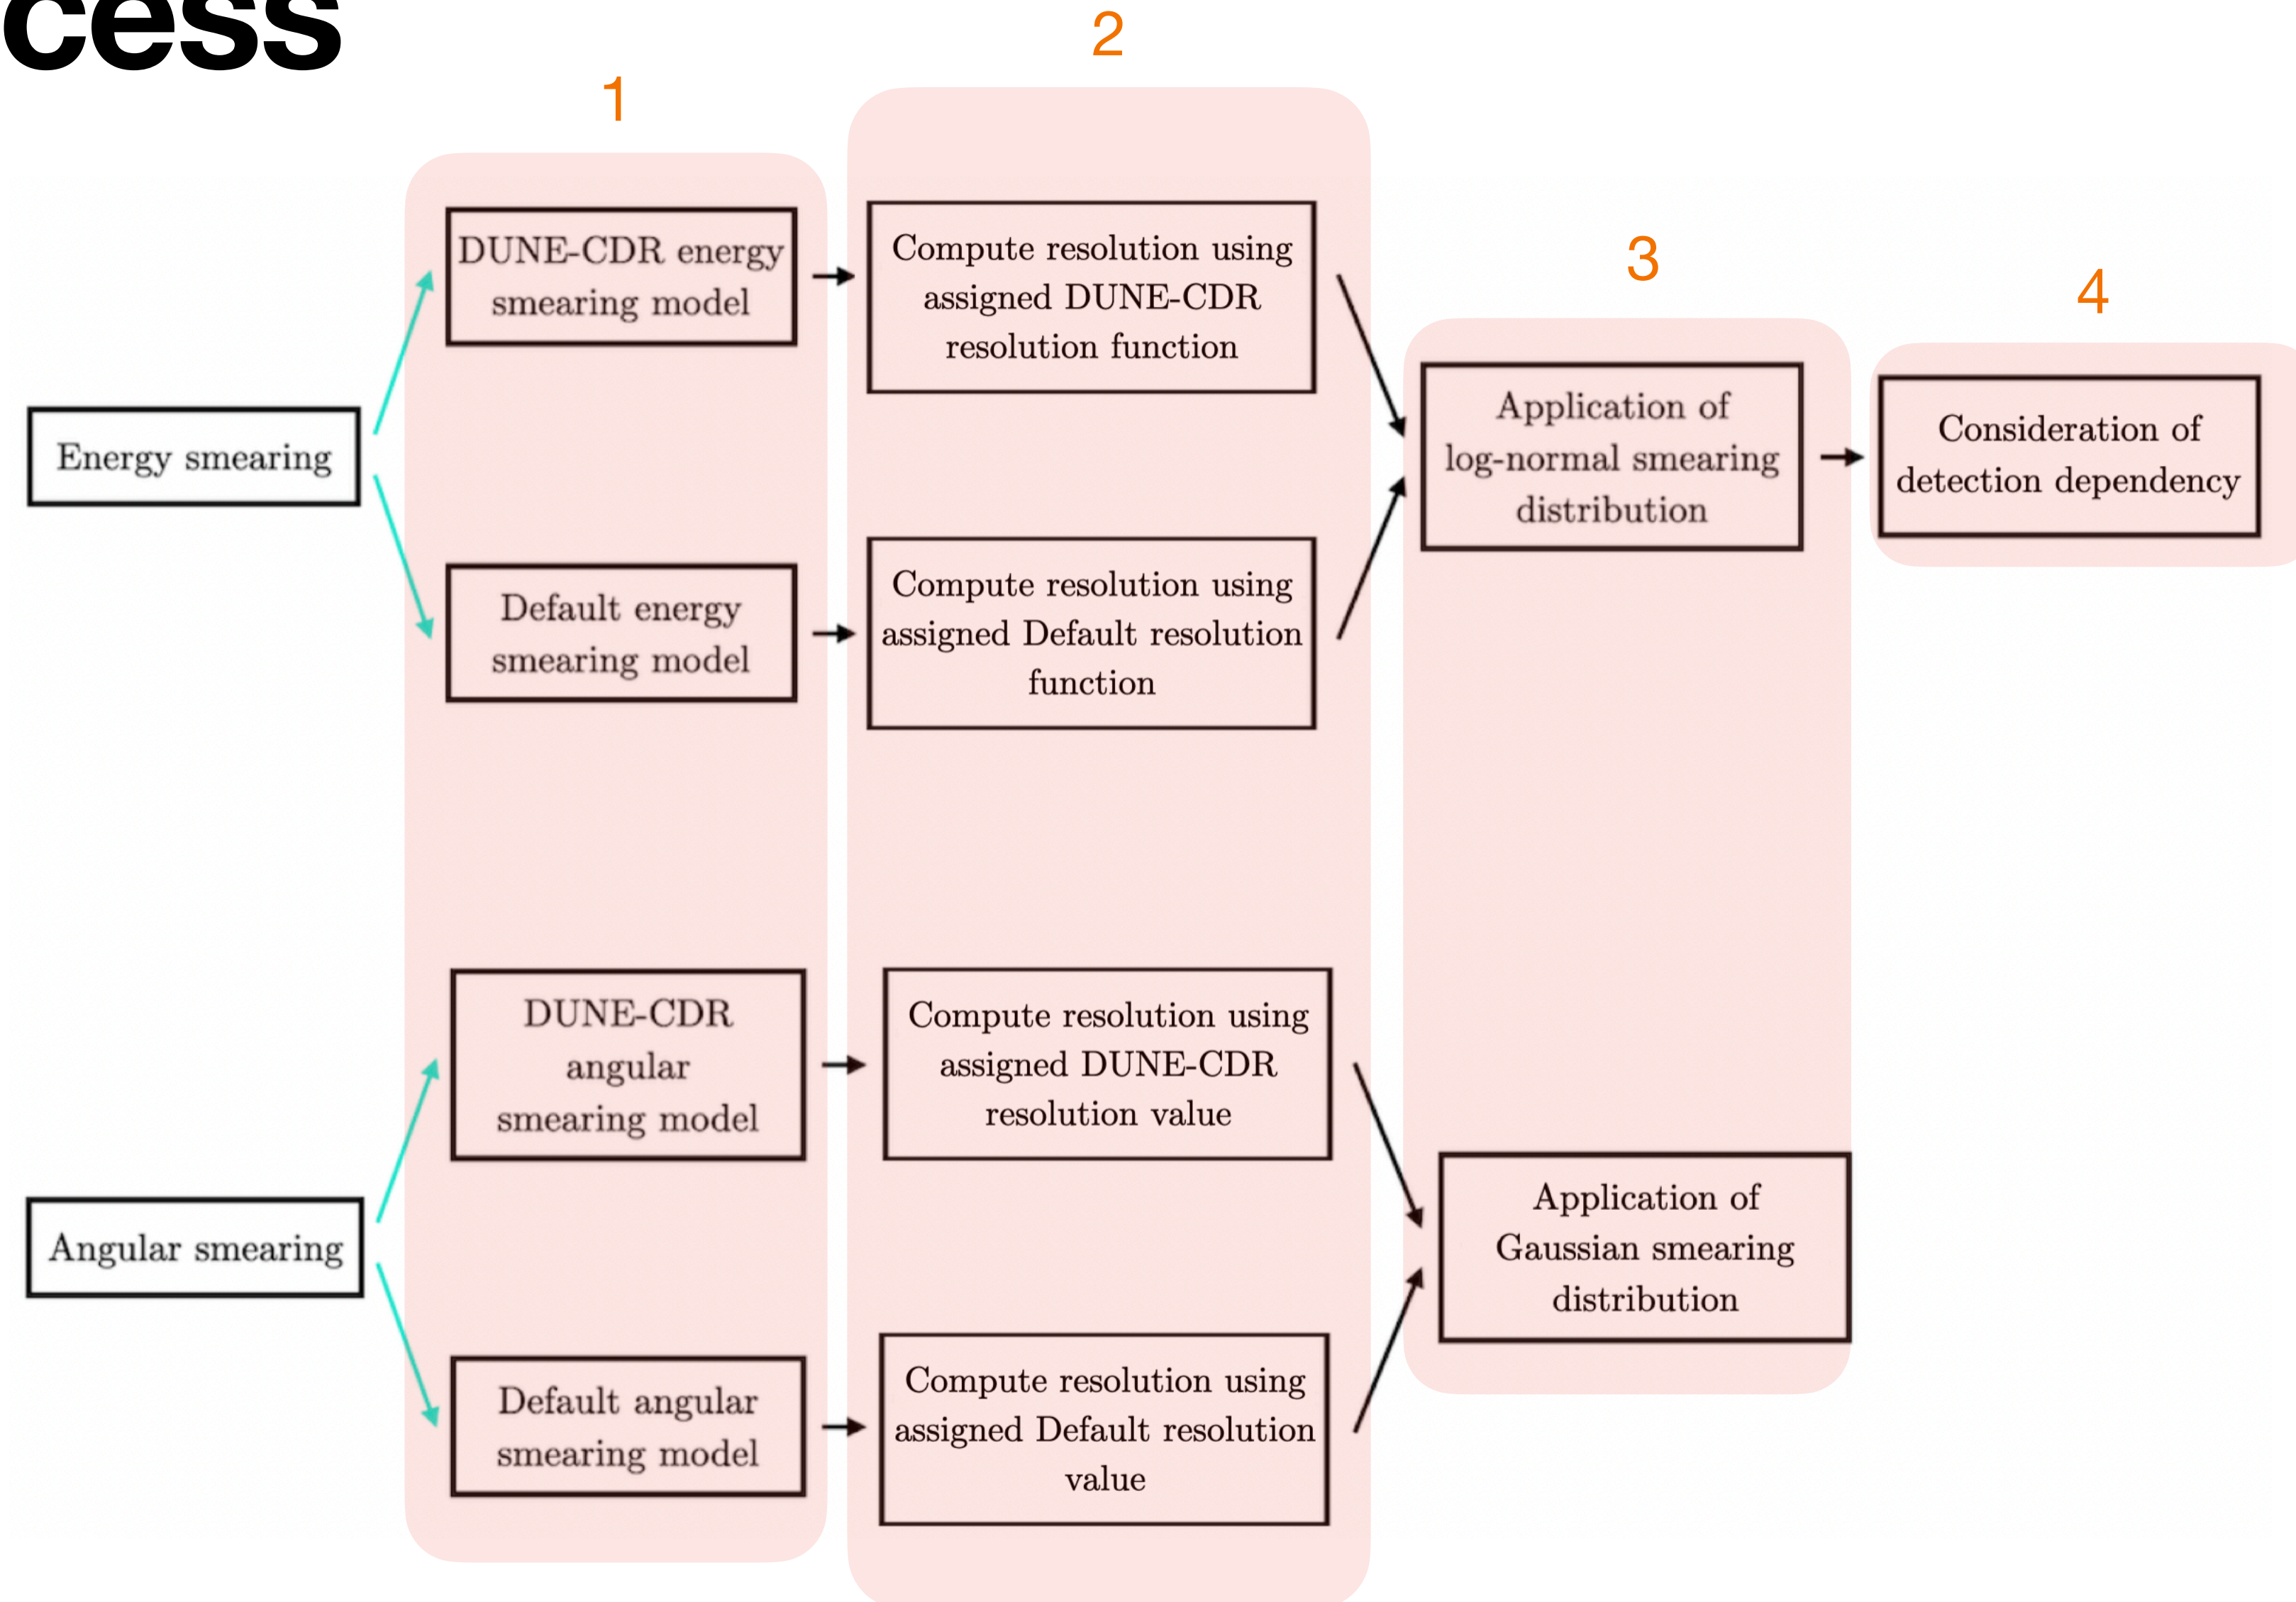 cess
1
2
3
4
Energy smearing
DUNE-CDR energy
smearing model
Compute resolution using
assigned DUNE-CDR
resolution function
Default energy
smearing model
Compute resolution using
assigned Default resolution
function
Application of
log-normal smearing
distribution
Consideration of
detection dependency
Angular smearing
DUNE-CDR
angular
smearing model
Compute resolution using
assigned DUNE-CDR
resolution value
Default angular
smearing model
Compute resolution using
assigned Default resolution
value
Application of
Gaussian smearing
distribution